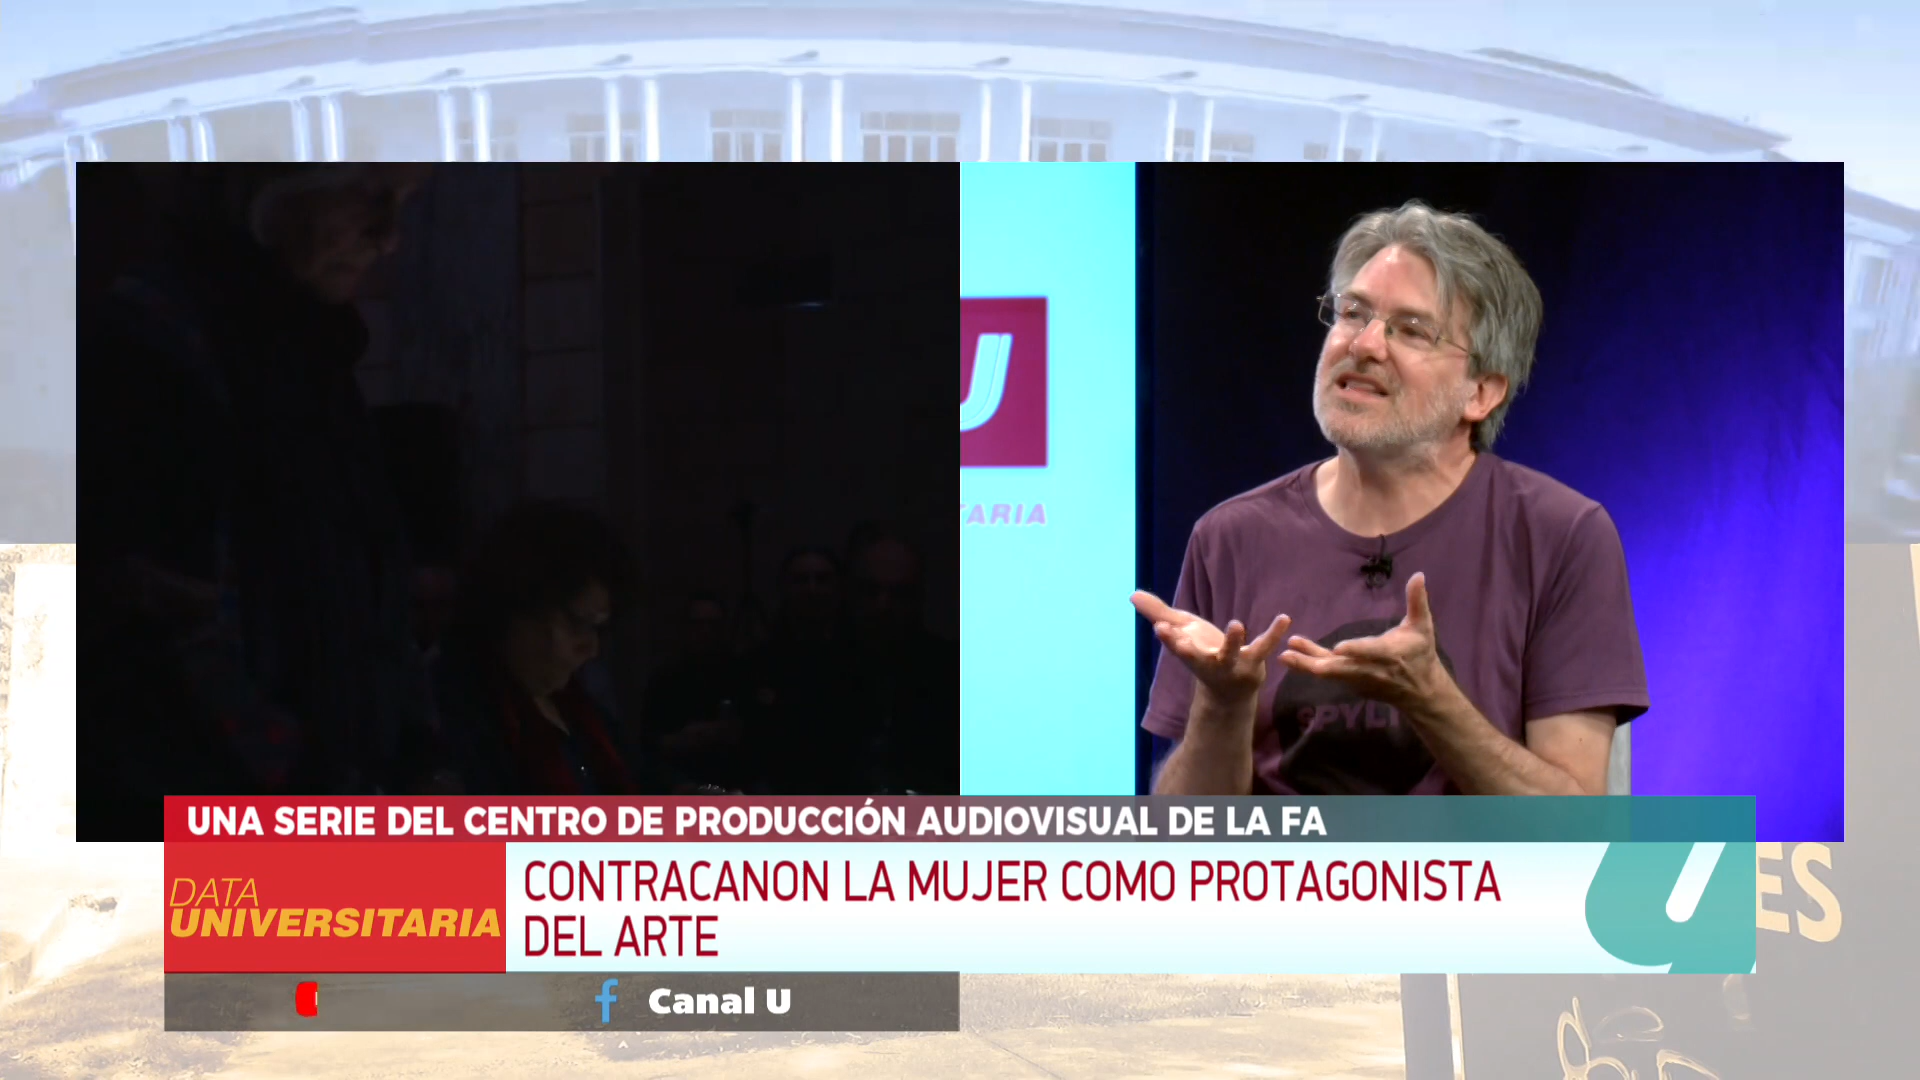 U
UNA SERIE DEL CENTRO DE PRODUCCIÓN AUDIOVISUAL DE LA FA
DATA
UNIVERSITARIA
CONTRACANON LA MUJER COMO PROTAGONISTA
DEL ARTE
ES
Canal U